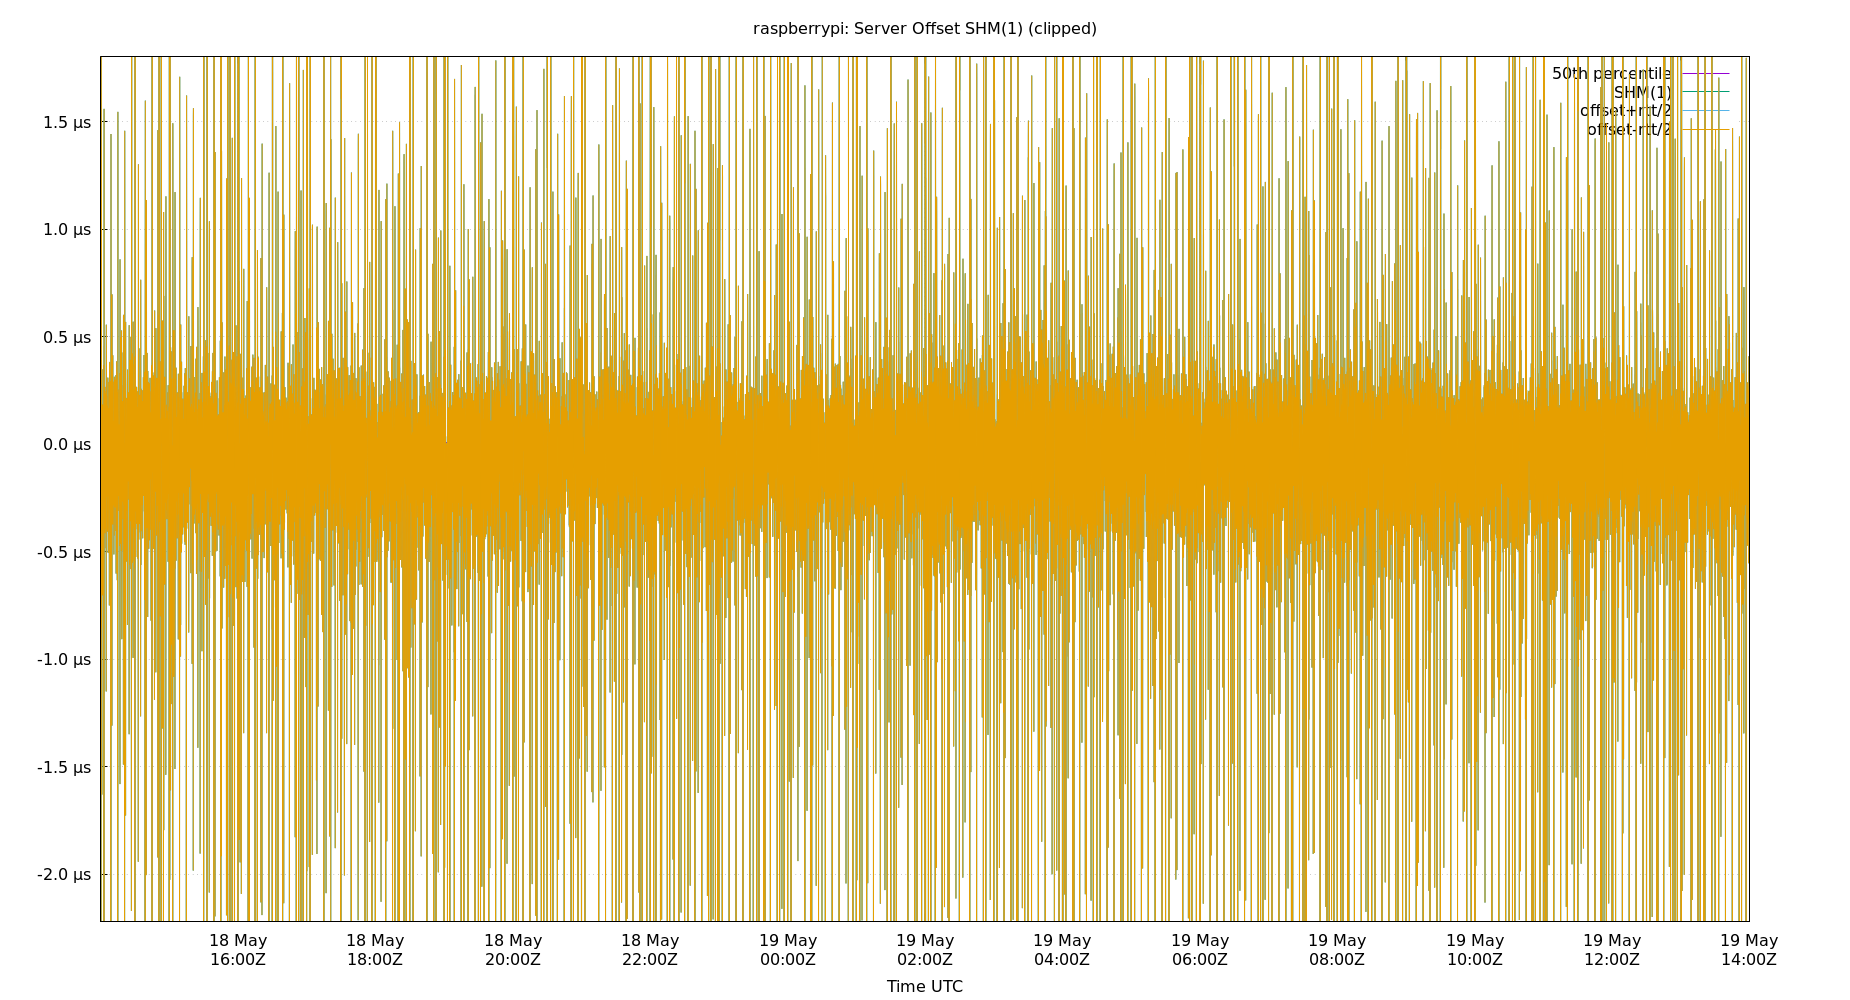 raspberrypi: Server Offset SHM(1) (clipped)
50th percentile
SHM(1)
offset+rtt/2
offset-rtt/2
1.5 µs
1.0 µs
0.5 µs
0.0 µs
-0.5 µs
-1.0 µs
-1.5 µs
-2.0 µs
18 May 18 May 18 May 18 May 19 May 19 May 19 May 19 May 19 May 19 May 19 May 19 May
16:00Z 18:00Z 20:00Z 22:00Z 00:00Z 02:00Z 04:00Z 06:00Z 08:00Z 10:00Z 12:00Z 14:00Z
Time UTC